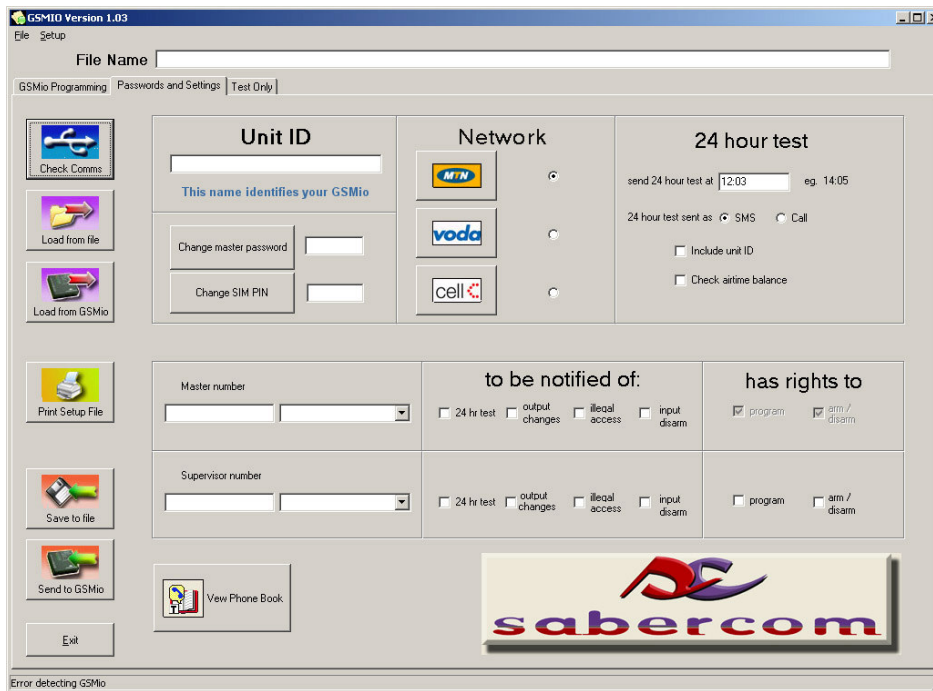 GSMIO Version 1.03
File Setup
File Name
GSMio Programming Passwords and Settings Test Only
Check Comms
Load from file
Load from GSMio
Print Setup File
Save to file
Send to GSMio
Exit
Unit ID
This name identifies your GSMio
Change master password
Change SIM PIN
Network
MTN
voda
cell C
24 hour test
send 24 hour test at 12:03 eg. 14:05
24 hour test sent as SMS Call
Include unit ID
Check airtime balance
Master number
to be notified of:
24 hr test output changes illegal access input disarm
has rights to
program arm / disarm
Supervisor number
24 hr test output changes illegal access input disarm
program arm / disarm
Vew Phone Book
sabercom
Error detecting GSMio